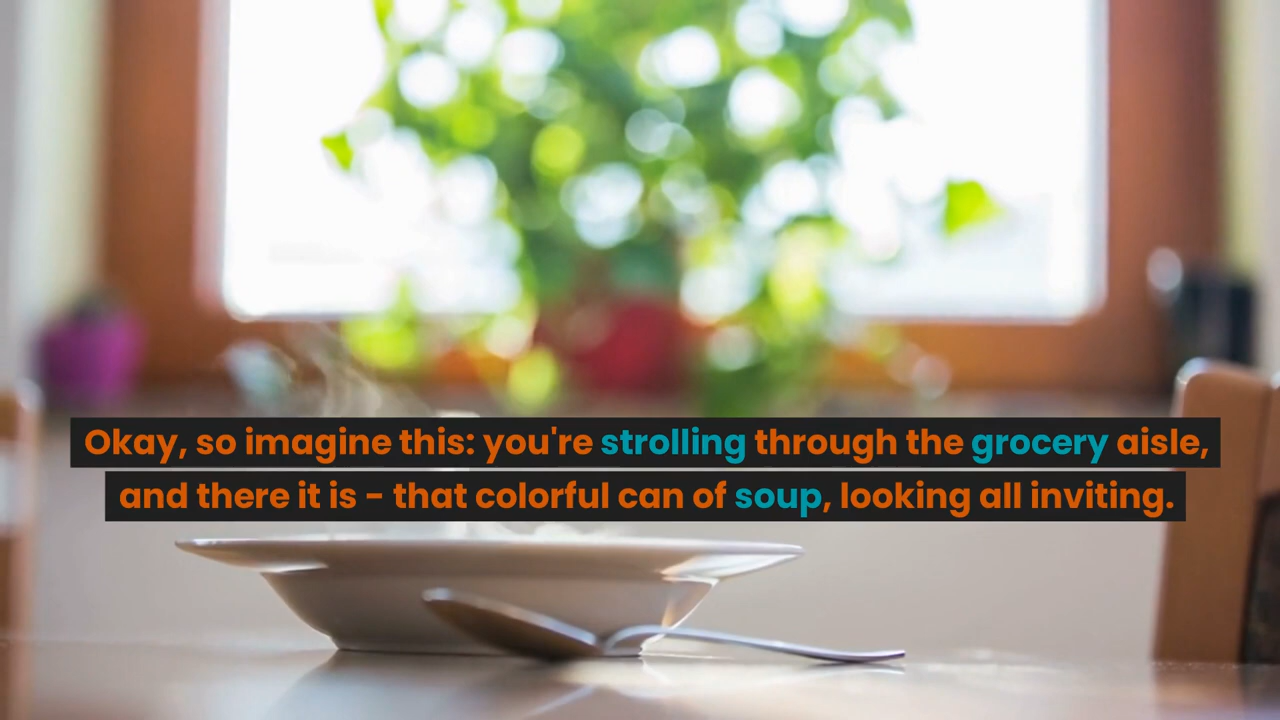 Okay, so imagine this: you're strolling through the grocery aisle,
and there it is - that colorful can of soup, looking all inviting.